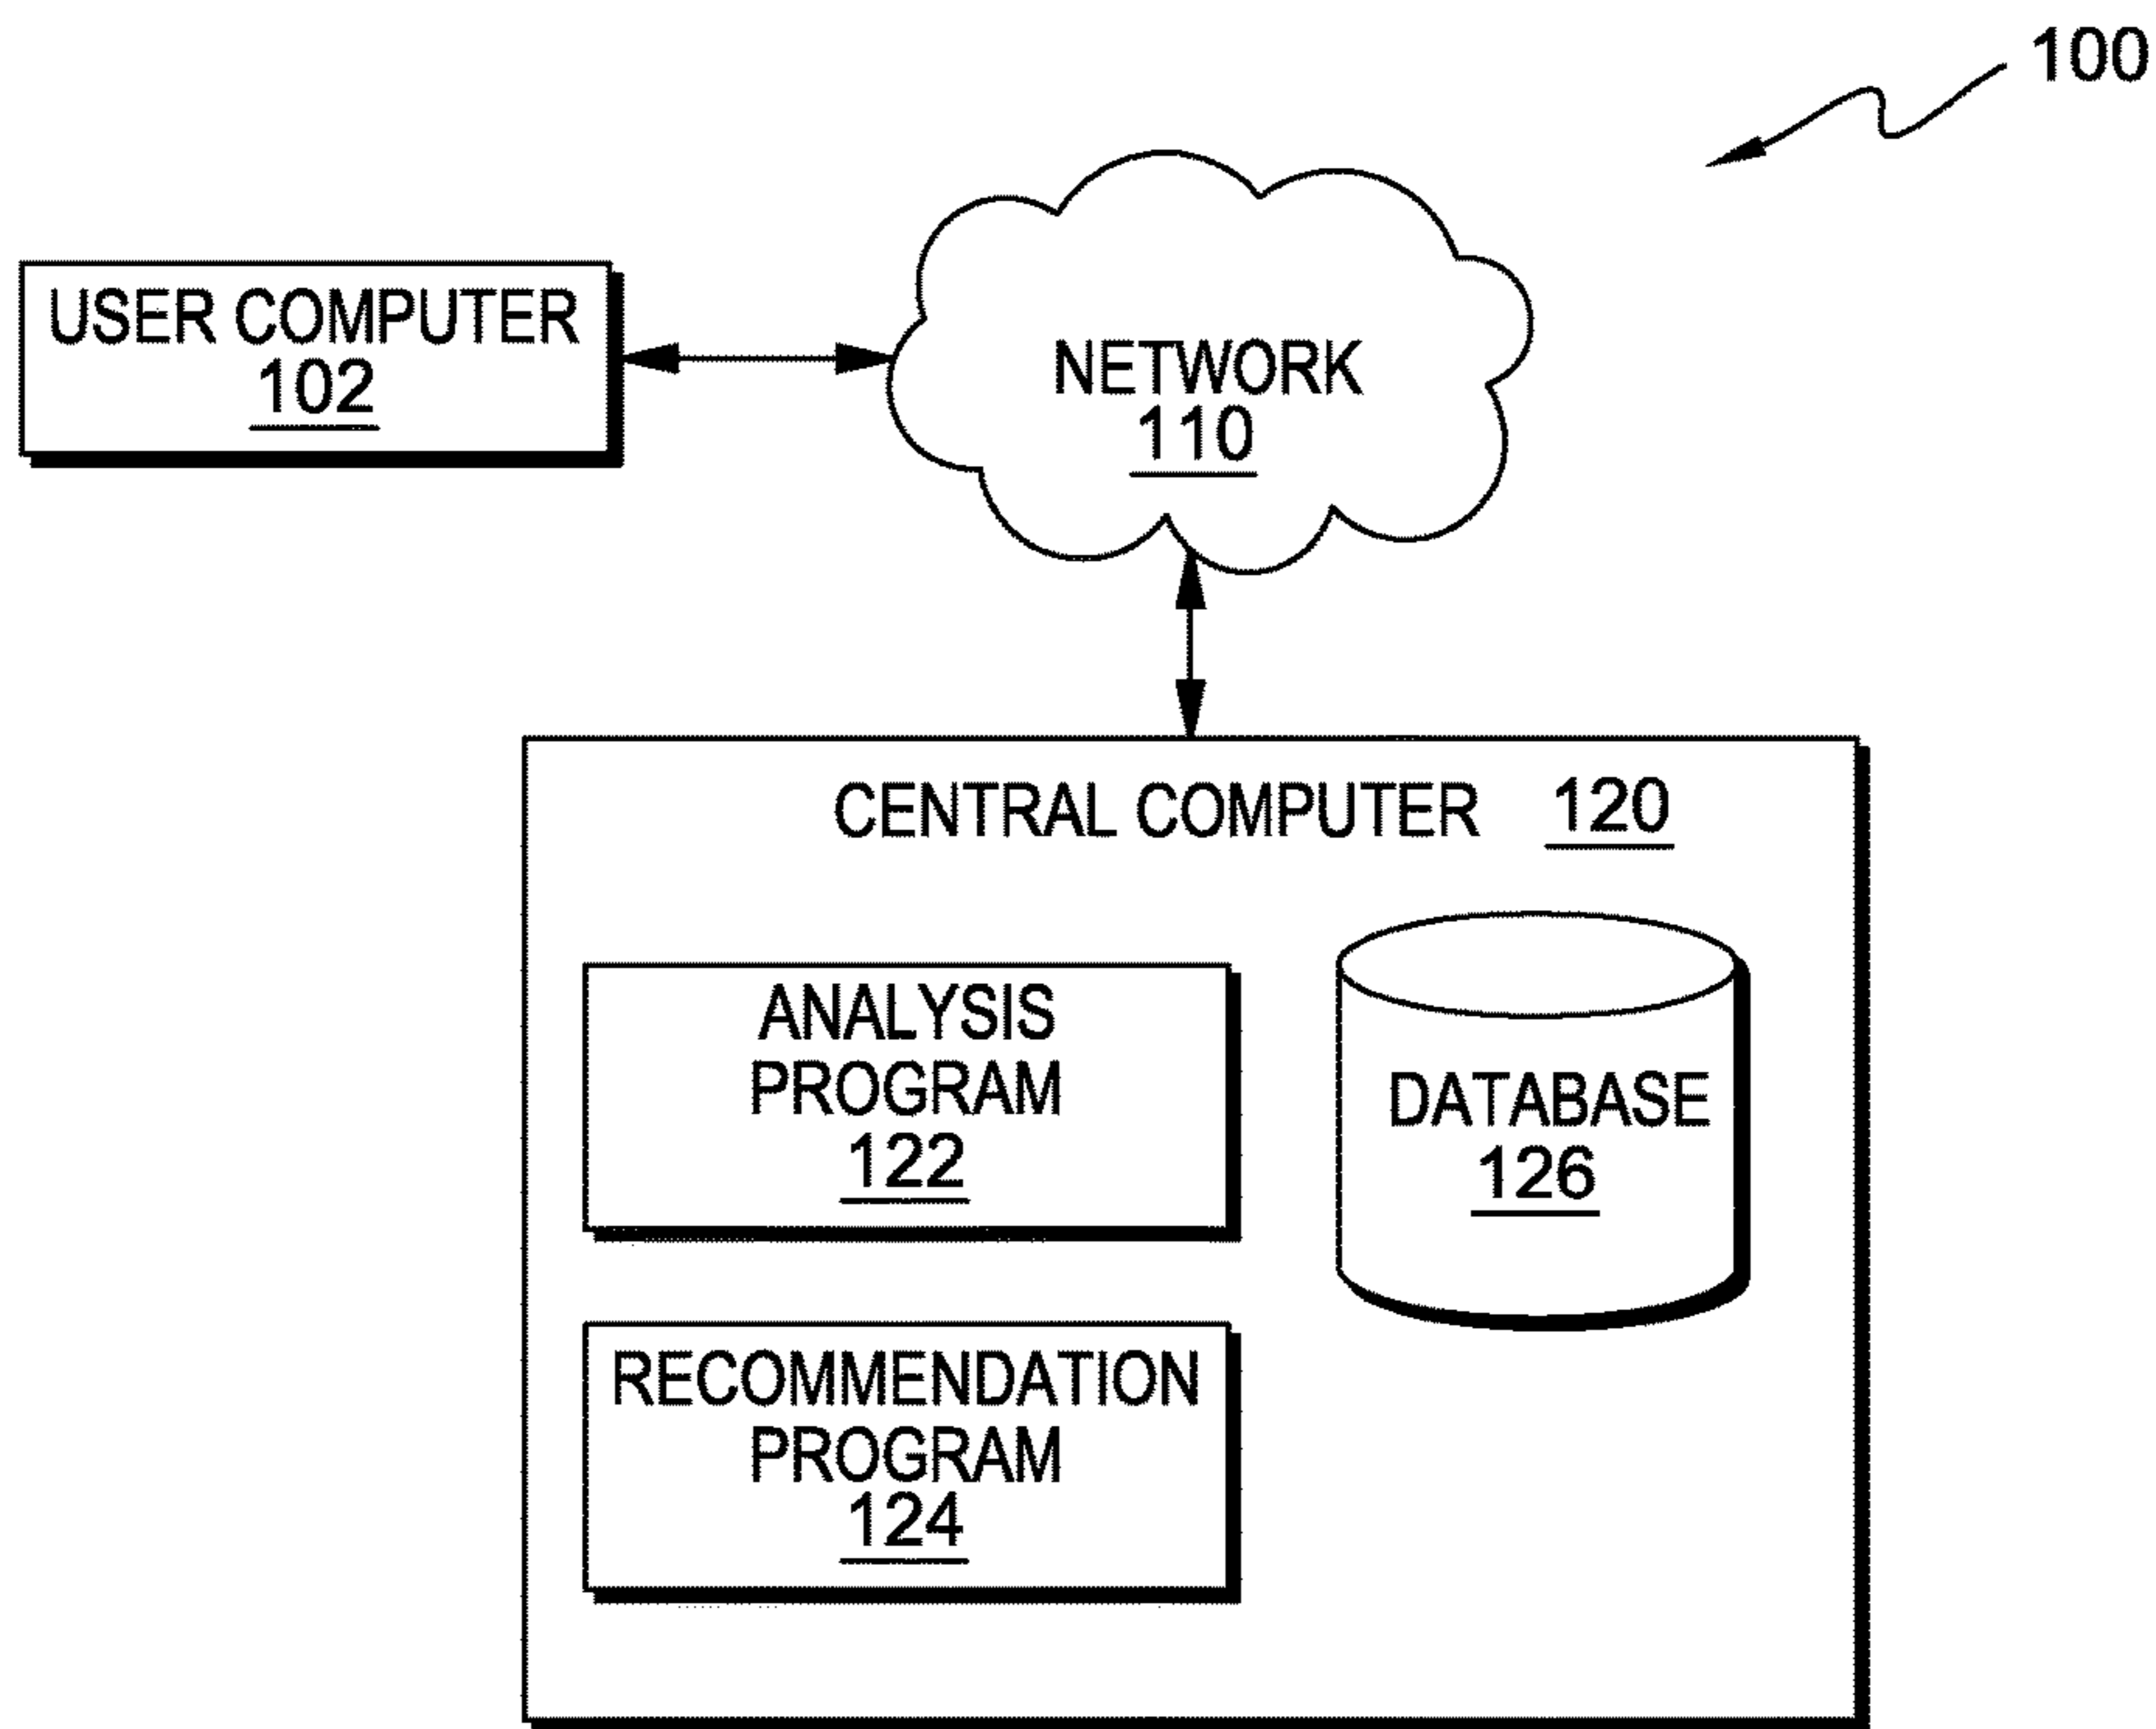 100
USER COMPUTER
102
NETWORK
110
CENTRAL COMPUTER 120
ANALYSIS
PROGRAM
122
DATABASE
126
RECOMMENDATION
PROGRAM
124